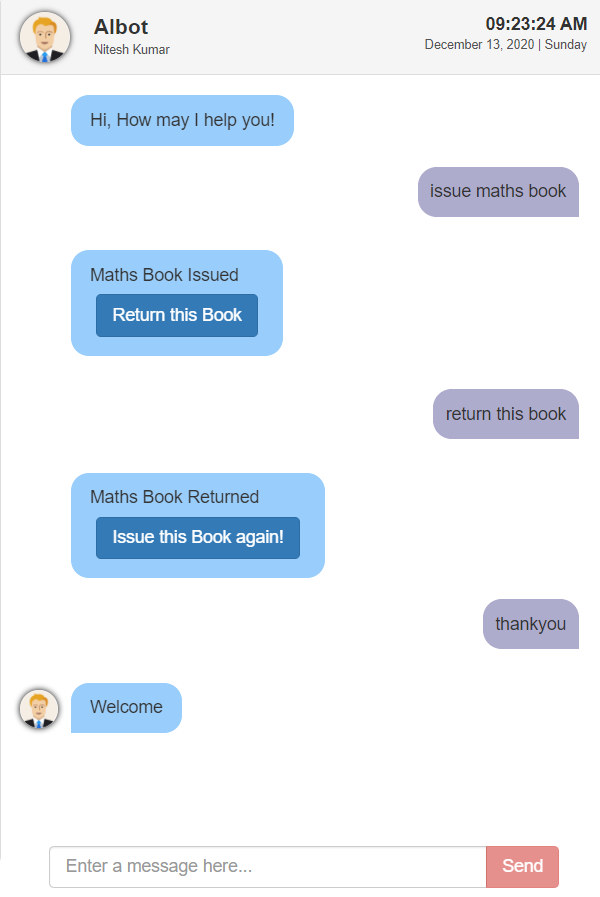 Albot
Nitesh Kumar
09:23:24 AM
December 13, 2020 | Sunday
Hi, How may I help you!
issue maths book
Maths Book Issued
Return this Book
return this book
Maths Book Returned
Issue this Book again!
thankyou
Welcome
Enter a message here...
Send